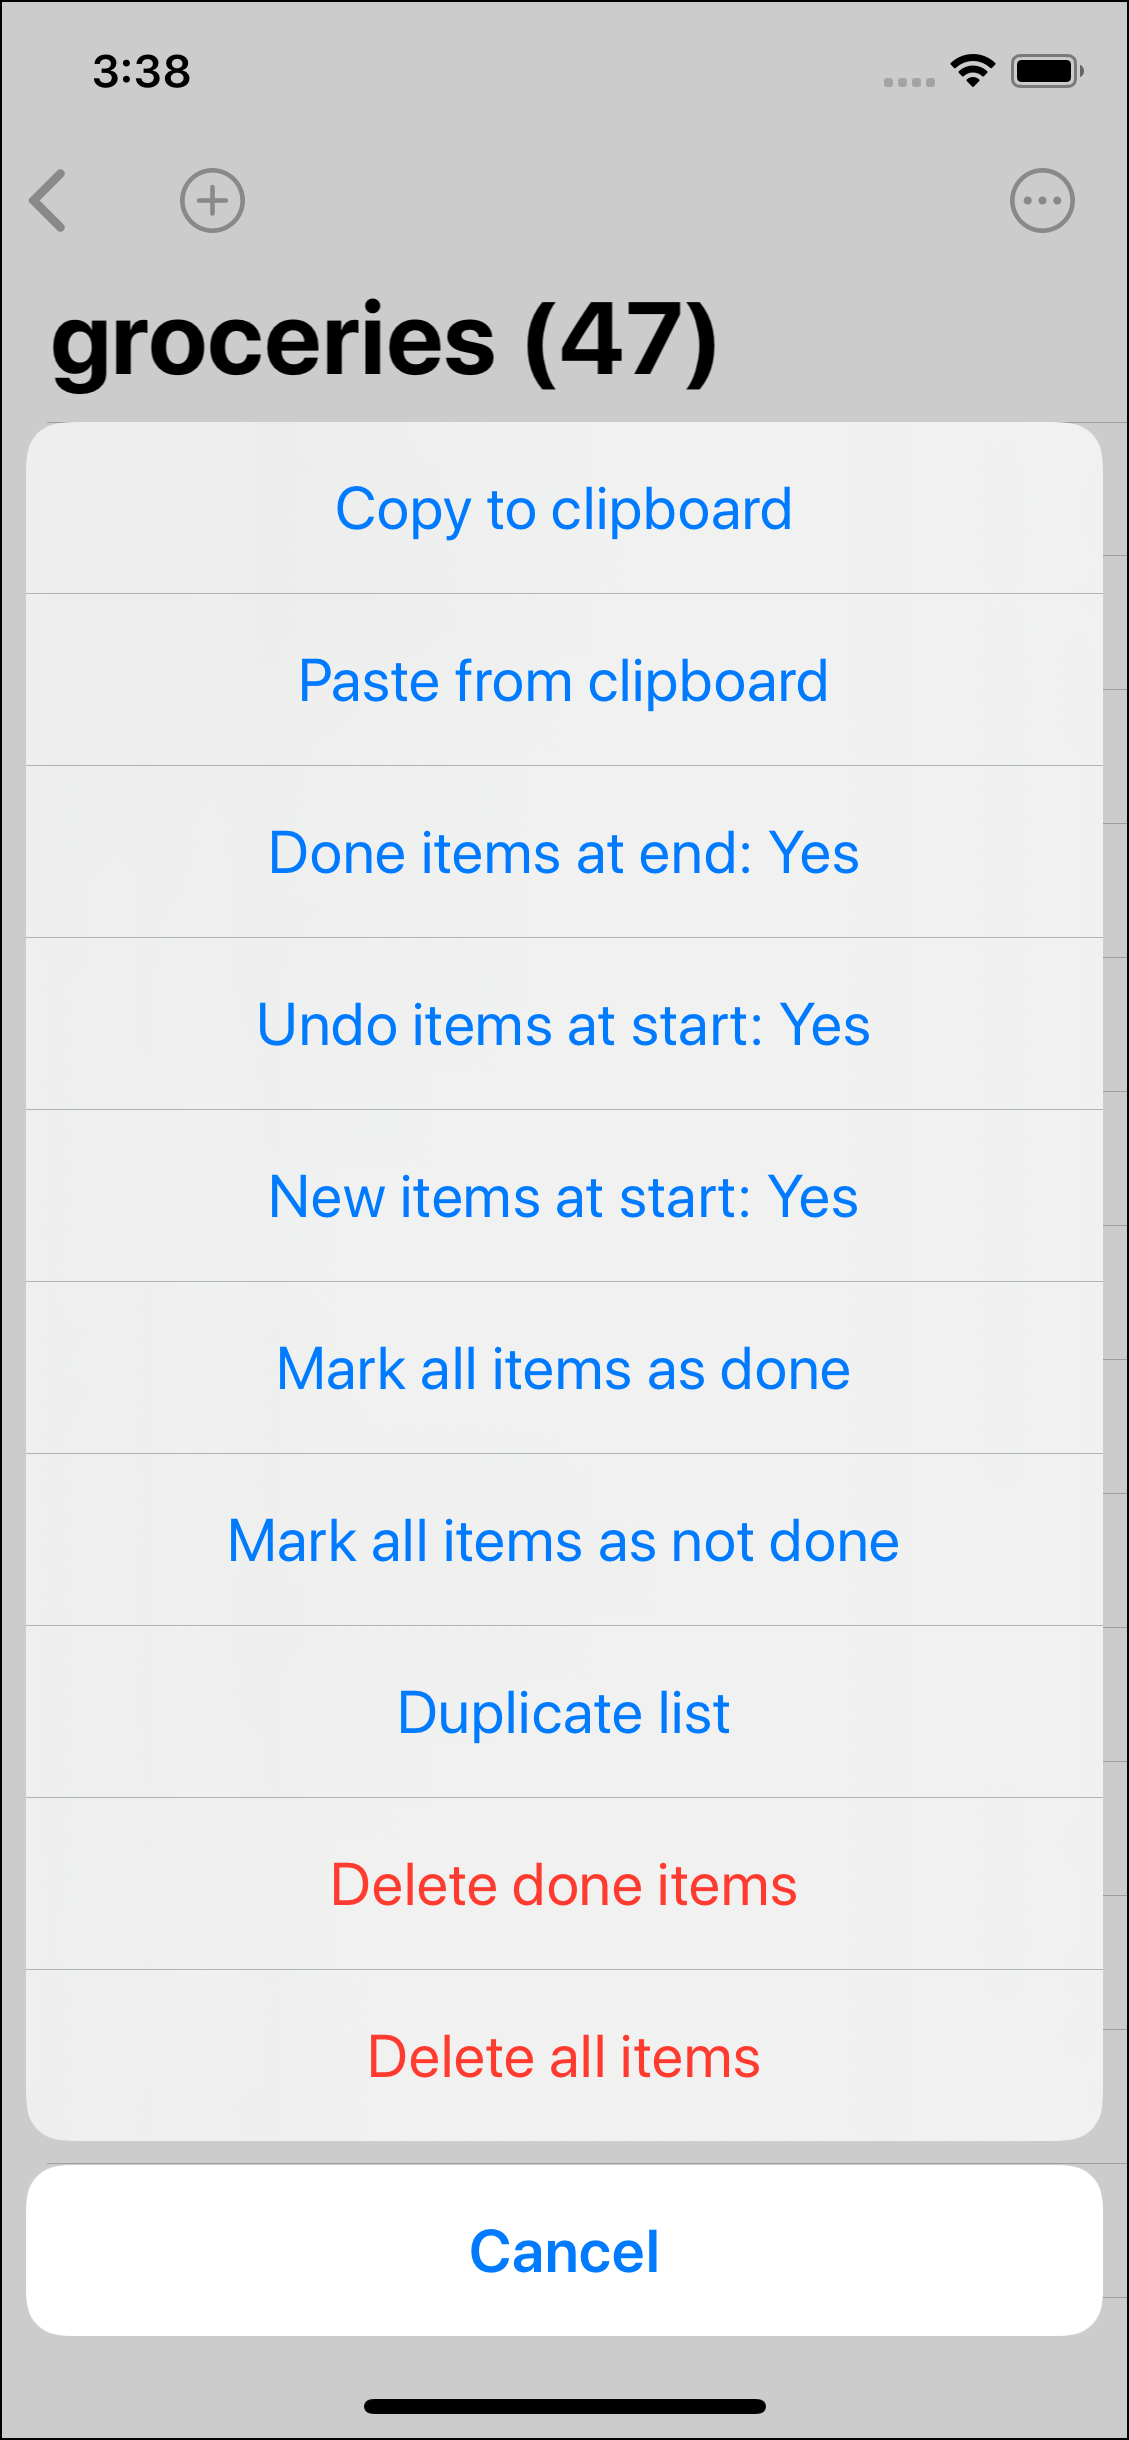 3:38
groceries (47)
Copy to clipboard
Paste from clipboard
Done items at end: Yes
Undo items at start: Yes
New items at start: Yes
Mark all items as done
Mark all items as not done
Duplicate list
Delete done items
Delete all items
Cancel